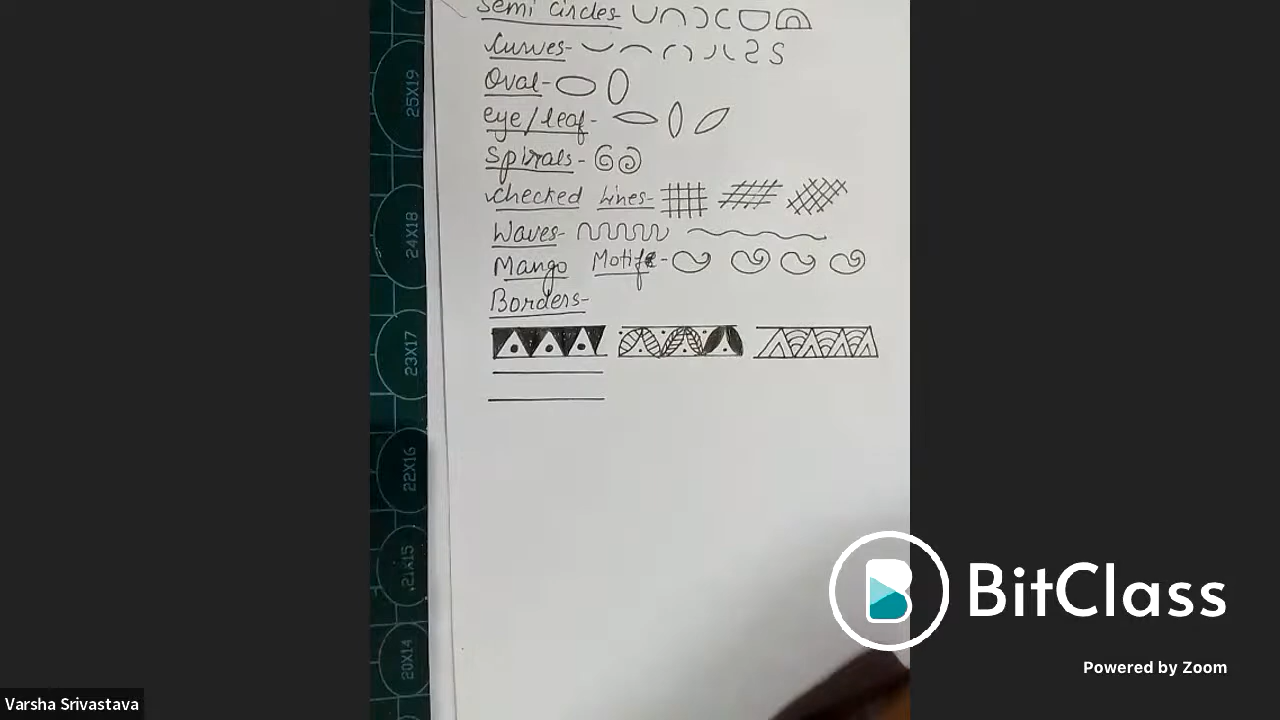 Semi Circles-
Curves-
Oval-
eye/leaf-
Spirals-
Checked Lines-
Waves-
Mango Motif-
Borders-
25X19
24X18
23X17
22X16
21X15
20X14
BitClass
Powered by Zoom
Varsha Srivastava